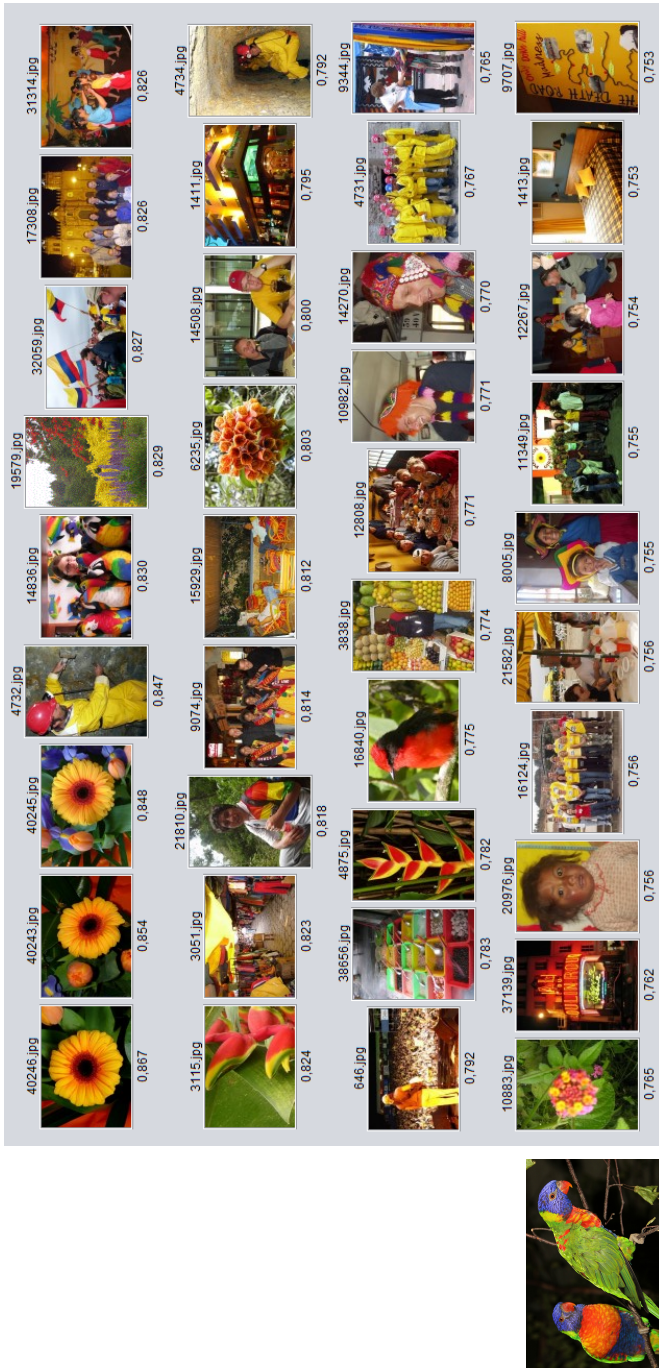 40246.jpg 40243.jpg 40245.jpg 4732.jpg 14836.jpg 19579.jpg 32059.jpg 17308.jpg 31314.jpg
0,867 0,854 0,848 0,847 0,830 0,829 0,827 0,826 0,826
3115.jpg 3051.jpg 21810.jpg 9074.jpg 15929.jpg 6235.jpg 14508.jpg 1411.jpg 4734.jpg
0,824 0,823 0,818 0,814 0,812 0,803 0,800 0,795 0,792
646.jpg 38656.jpg 4875.jpg 16840.jpg 3838.jpg 12808.jpg 10982.jpg 14270.jpg 4731.jpg 9344.jpg
0,792 0,783 0,782 0,775 0,774 0,771 0,771 0,770 0,767 0,765
10883.jpg 37139.jpg 20976.jpg 16124.jpg 21582.jpg 8005.jpg 11349.jpg 12267.jpg 1413.jpg 9707.jpg
0,765 0,762 0,756 0,756 0,756 0,755 0,755 0,754 0,753 0,753
MADNESS
DEATH ROAD